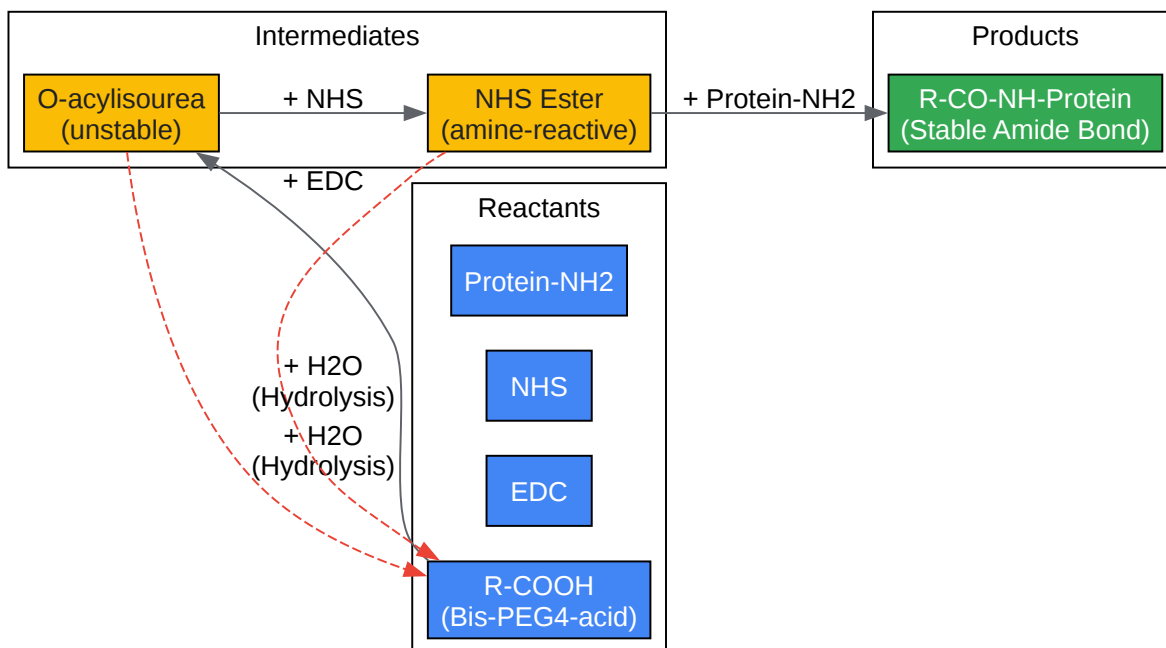 Intermediates
O-acylisourea
(unstable)
+ NHS
NHS Ester
(amine-reactive)
+ Protein-NH2
Products
R-CO-NH-Protein
(Stable Amide Bond)
+ EDC
Reactants
Protein-NH2
NHS
+ H2O
(Hydrolysis)
+ H2O
(Hydrolysis)
EDC
R-COOH
(Bis-PEG4-acid)